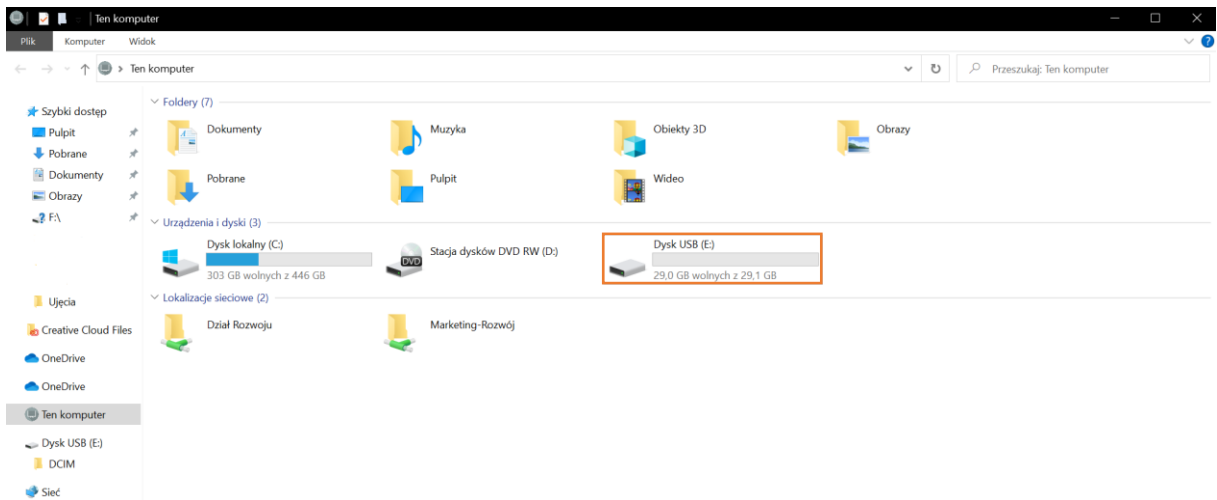 Ten komputer
Plik Komputer Widok
Ten komputer
Przeszukaj: Ten komputer
Szybki dostęp
Pulpit
Pobrane
Dokumenty
Obrazy
F:\
Ujęcia
Creative Cloud Files
OneDrive
OneDrive
Ten komputer
Dysk USB (E:)
DCIM
Sieć
Foldery (7)
Dokumenty
Muzyka
Obiekty 3D
Obrazy
Pobrane
Pulpit
Wideo
Urządzenia i dyski (3)
Dysk lokalny (C:)
303 GB wolnych z 446 GB
DVD
Stacja dysków DVD RW (D:)
Dysk USB (E:)
29,0 GB wolnych z 29,1 GB
Lokalizacje sieciowe (2)
Dział Rozwoju
Marketing-Rozwój